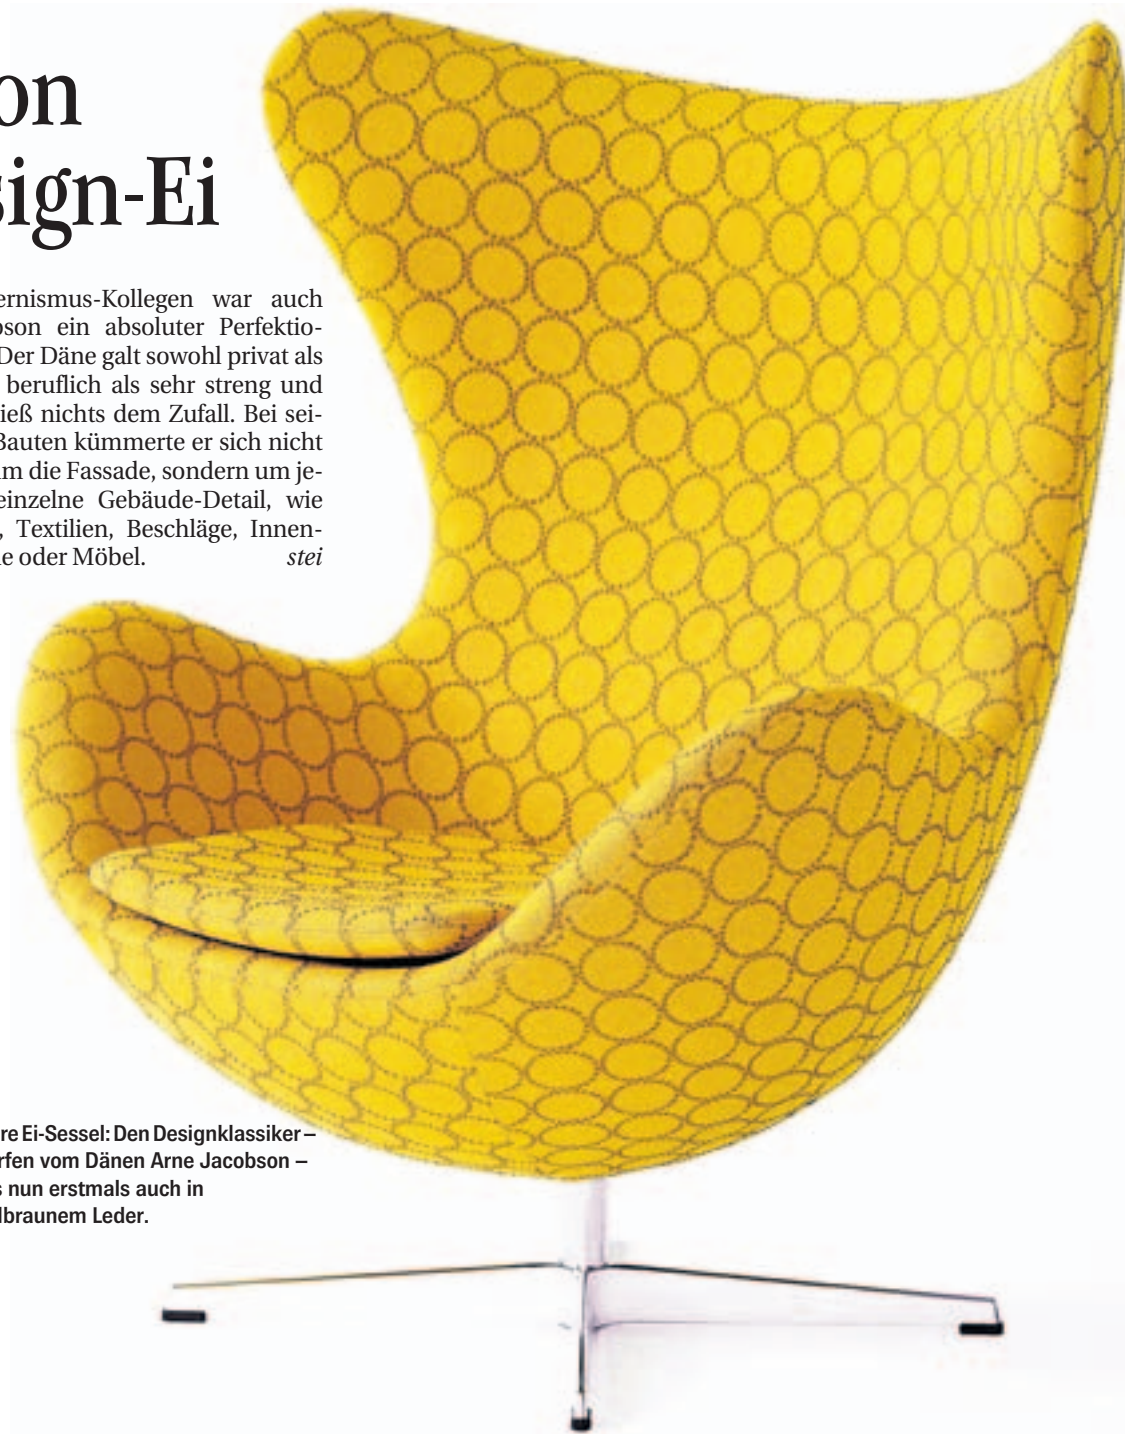 on
sign-Ei
ernismus-Kollegen war auch
bson ein absoluter Perfektio-
Der Däne galt sowohl privat als
beruflich als sehr streng und
ieß nichts dem Zufall. Bei sei-
Bauten kümmerte er sich nicht
um die Fassade, sondern um je-
einzelne Gebäude-Detail, wie
, Textilien, Beschläge, Innen-
e oder Möbel. stei
re Ei-Sessel: Den Designklassiker –
rfen vom Dänen Arne Jacobson –
s nun erstmals auch in
lbraunem Leder.